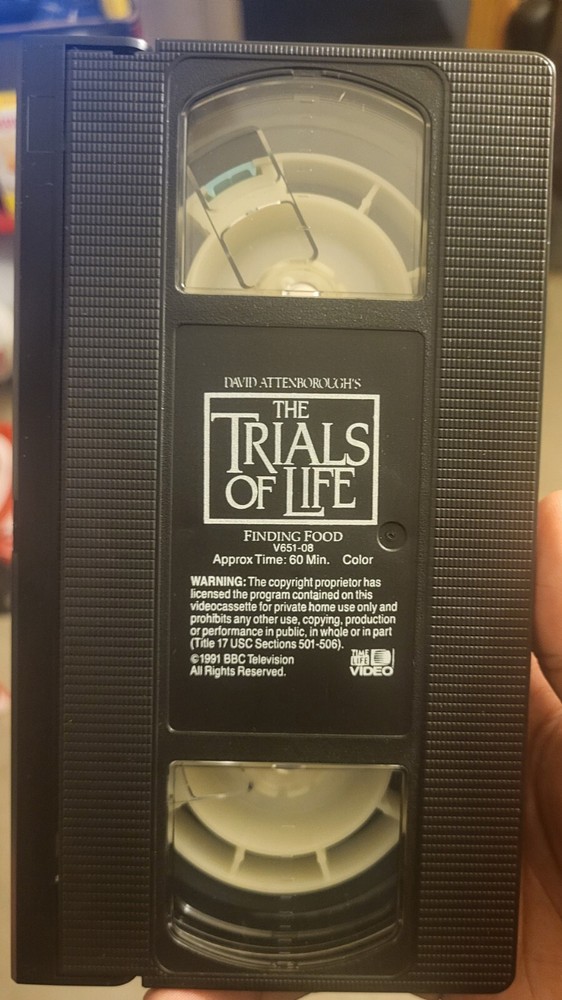 DAVID ATTENBOROUGH'S
THE
TRIALS
OF LIFE
FINDING FOOD
V651-08
Approx Time: 60 Min. Color
WARNING: The copyright proprietor has
licensed the program contained on this
videocassette for private home use only and
prohibits any other use, copying, production
or performance in public, in whole or in part
(Title 17 USC Sections 501-506).
©1991 BBC Television
All Rights Reserved.
TIME
LIFE
VIDEO